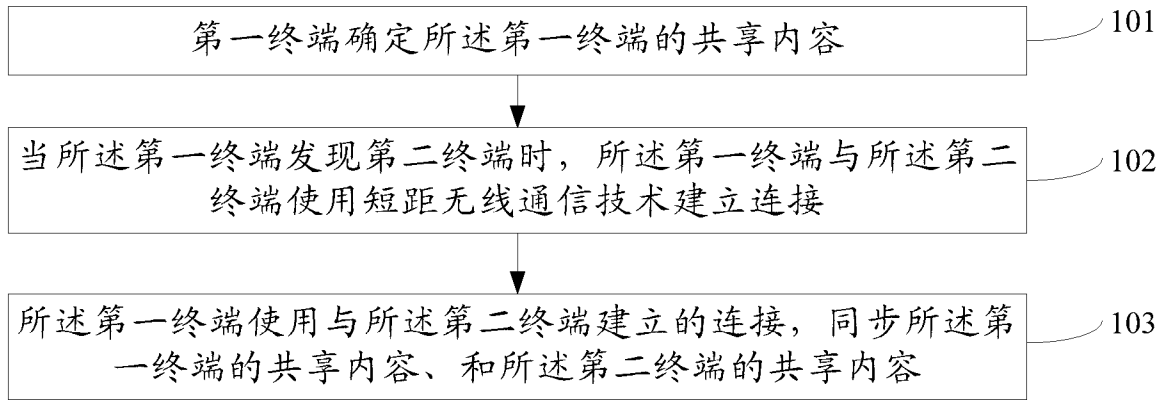 第一终端确定所述第一终端的共享内容
101
当所述第一终端发现第二终端时，所述第一终端与所述第二
终端使用短距无线通信技术建立连接
102
所述第一终端使用与所述第二终端建立的连接，同步所述第
一终端的共享内容、和所述第二终端的共享内容
103